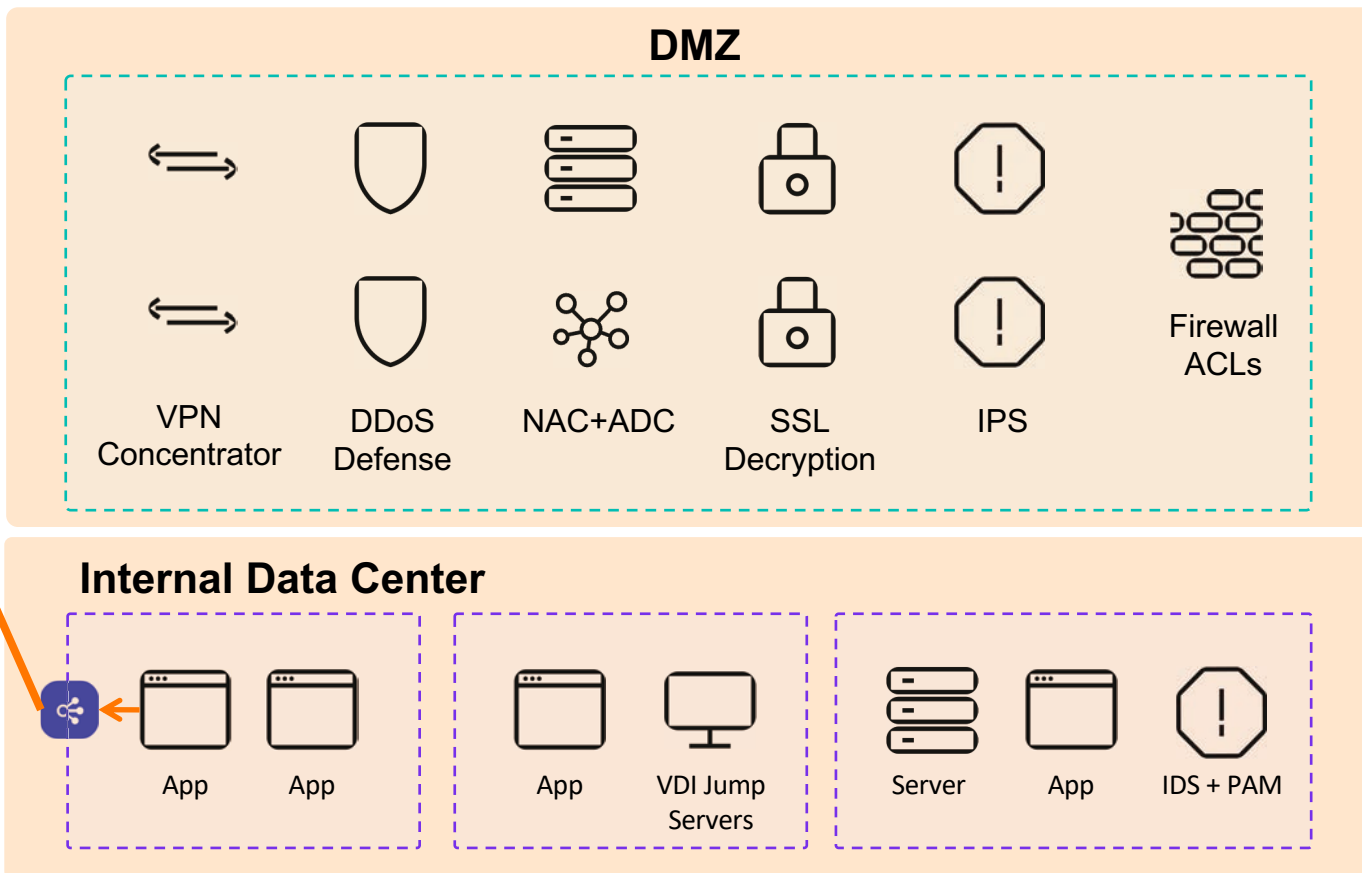 DMZ
VPN
Concentrator
DDoS
Defense
NAC+ADC
SSL
Decryption
IPS
Firewall
ACLs
Internal Data Center
App
App
App
VDI Jump
Servers
Server
App
IDS + PAM